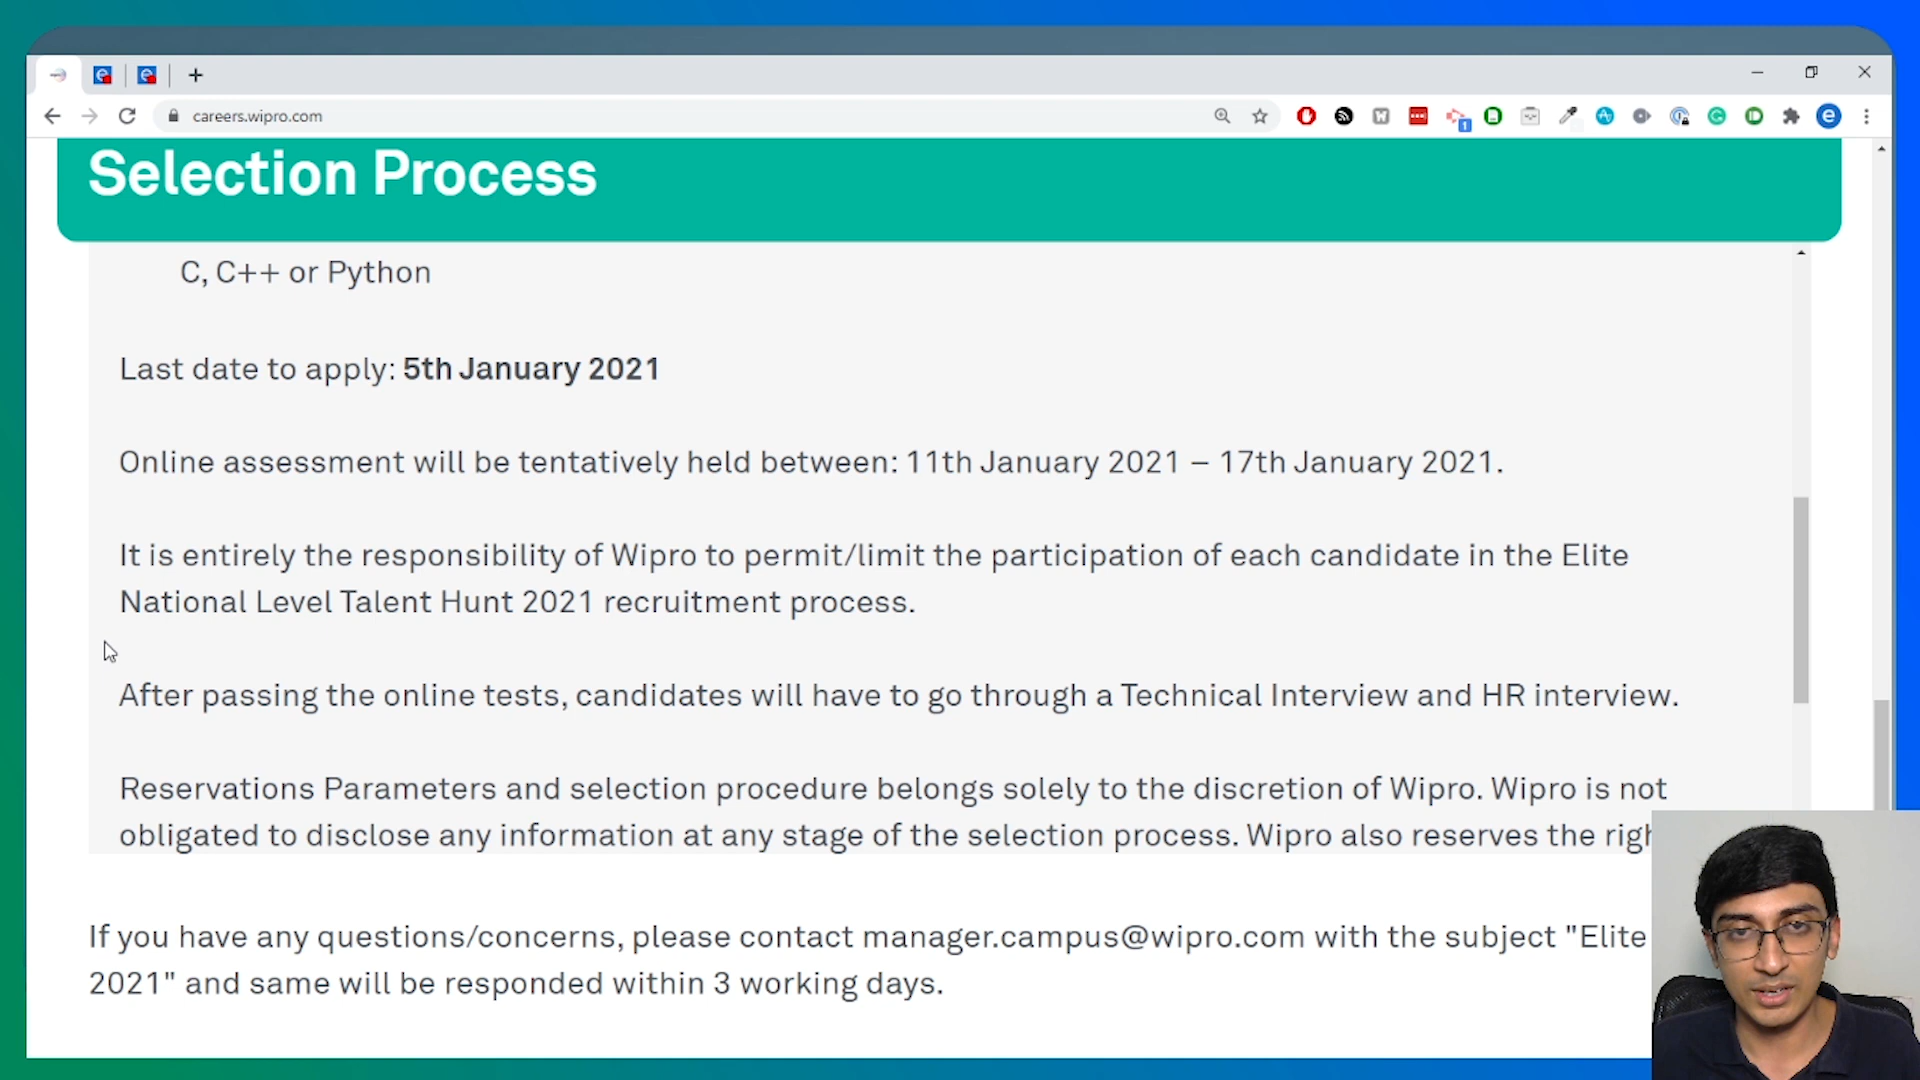 careers.wipro.com
1
e
Selection Process
C, C++ or Python
Last date to apply: 5th January 2021
Online assessment will be tentatively held between: 11th January 2021 – 17th January 2021.
It is entirely the responsibility of Wipro to permit/limit the participation of each candidate in the Elite
National Level Talent Hunt 2021 recruitment process.
After passing the online tests, candidates will have to go through a Technical Interview and HR interview.
Reservations Parameters and selection procedure belongs solely to the discretion of Wipro. Wipro is not
obligated to disclose any information at any stage of the selection process. Wipro also reserves the
If you have any questions/concerns, please contact manager.campus@wipro.com with the subject "Elite
2021" and same will be responded within 3 working days.